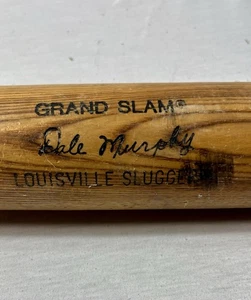 GRAND SLAM®
Dale Murphy
LOUISVILLE SLUGGER